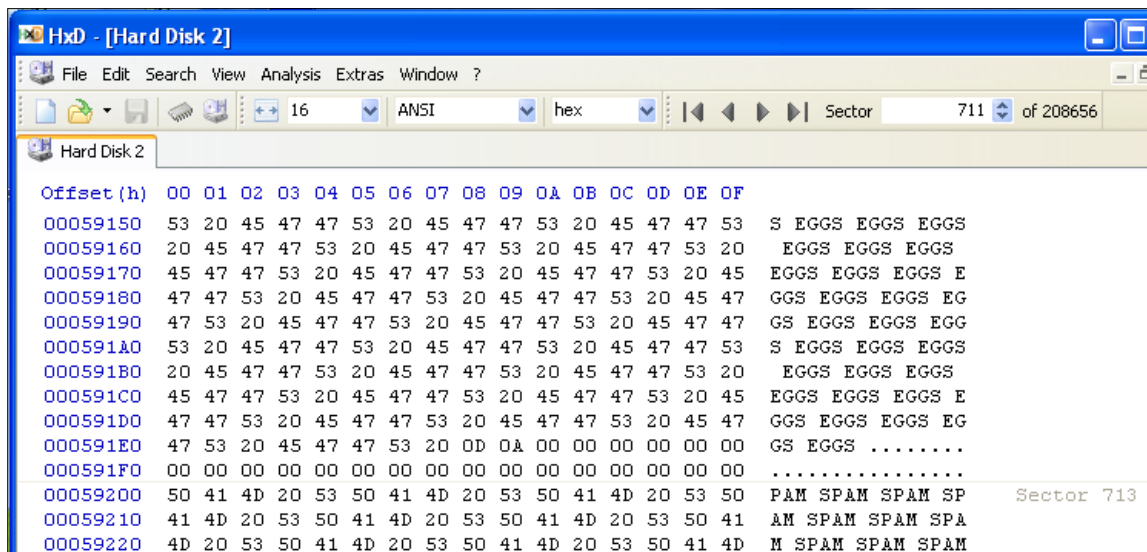 HxD - [Hard Disk 2]
File Edit Search View Analysis Extras Window ?
16 ANSI hex Sector 711 of 208656
Hard Disk 2
Offset(h) 00 01 02 03 04 05 06 07 08 09 0A 0B 0C 0D 0E 0F
00059150 53 20 45 47 47 53 20 45 47 47 53 20 45 47 47 53 S EGGS EGGS EGGS
00059160 20 45 47 47 53 20 45 47 47 53 20 45 47 47 53 20 EGGS EGGS EGGS
00059170 45 47 47 53 20 45 47 47 53 20 45 47 47 53 20 45 EGGS EGGS EGGS E
00059180 47 47 53 20 45 47 47 53 20 45 47 47 53 20 45 47 GGS EGGS EGGS EG
00059190 47 53 20 45 47 47 53 20 45 47 47 53 20 45 47 47 GS EGGS EGGS EGG
000591A0 53 20 45 47 47 53 20 45 47 47 53 20 45 47 47 53 S EGGS EGGS EGGS
000591B0 20 45 47 47 53 20 45 47 47 53 20 45 47 47 53 20 EGGS EGGS EGGS
000591C0 45 47 47 53 20 45 47 47 53 20 45 47 47 53 20 45 EGGS EGGS EGGS E
000591D0 47 47 53 20 45 47 47 53 20 45 47 47 53 20 45 47 GGS EGGS EGGS EG
000591E0 47 53 20 45 47 47 53 20 0D 0A 00 00 00 00 00 00 GS EGGS ........
000591F0 00 00 00 00 00 00 00 00 00 00 00 00 00 00 00 00 ................
00059200 50 41 4D 20 53 50 41 4D 20 53 50 41 4D 20 53 50 PAM SPAM SPAM SP Sector 713
00059210 41 4D 20 53 50 41 4D 20 53 50 41 4D 20 53 50 41 AM SPAM SPAM SPA
00059220 4D 20 53 50 41 4D 20 53 50 41 4D 20 53 50 41 4D M SPAM SPAM SPAM